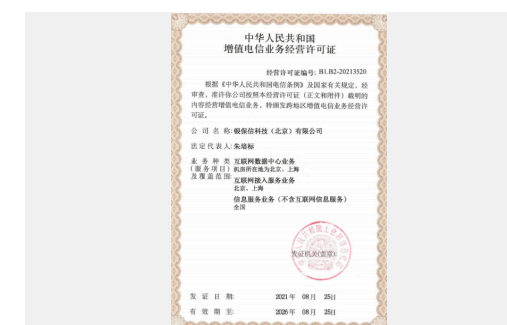 中华人民共和国
增值电信业务经营许可证
经营许可证编号: B1.B2-20213520
根据《中华人民共和国电信条例》及国家有关规定，经
审查，准许你公司按照本经营许可证（正文和附件）载明的
内容经营增值电信业务，特颁发跨地区增值电信业务经营许
可证。
公 司 名 称: 银保信科技（北京）有限公司
法定代表人: 朱培标
业 务 种 类 互联网数据中心业务
(服务项目) 机房所在地为北京、上海
及覆盖范围: 互联网接入服务业务
北京、上海
信息服务业务（不含互联网信息服务）
全国
发证机关(盖章):
发 证 日 期: 2021年 08月 25日
有 效 期 至: 2026年 08月 25日